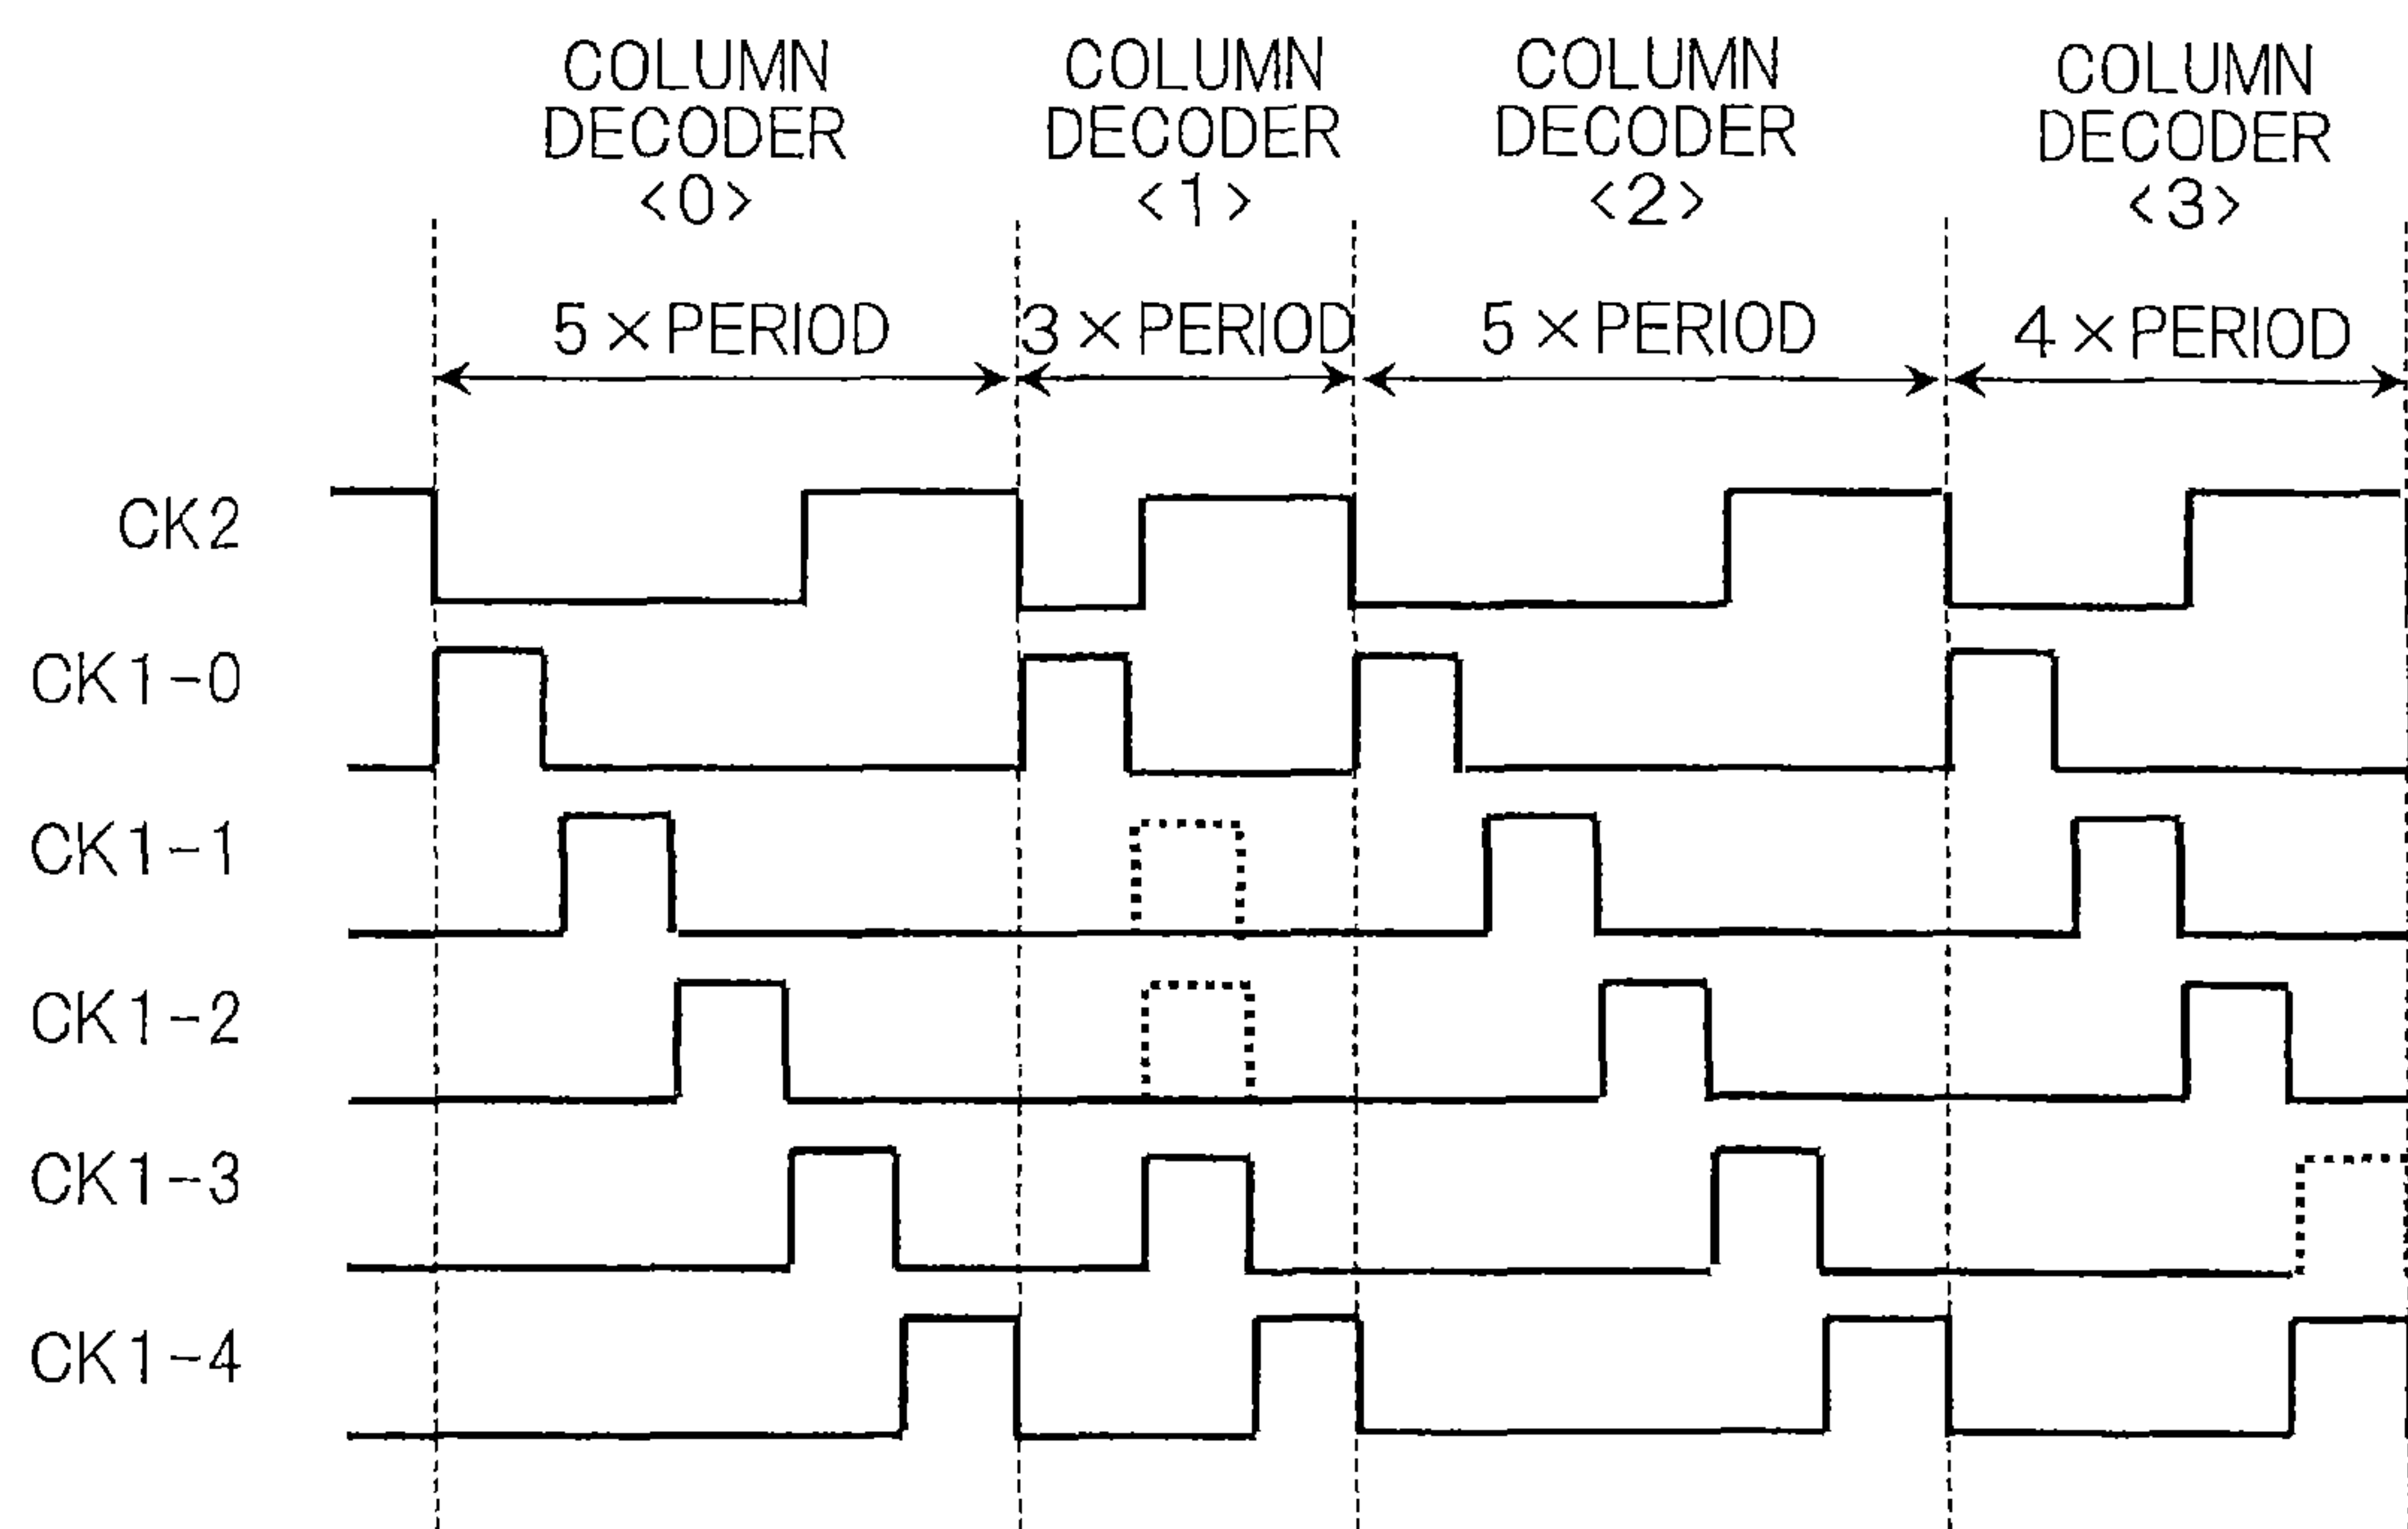 COLUMN
DECODER
<0>
COLUMN
DECODER
<1>
COLUMN
DECODER
<2>
COLUMN
DECODER
<3>
5×PERIOD
3×PERIOD
5×PERIOD
4×PERIOD
CK2
CK1-0
CK1-1
CK1-2
CK1-3
CK1-4